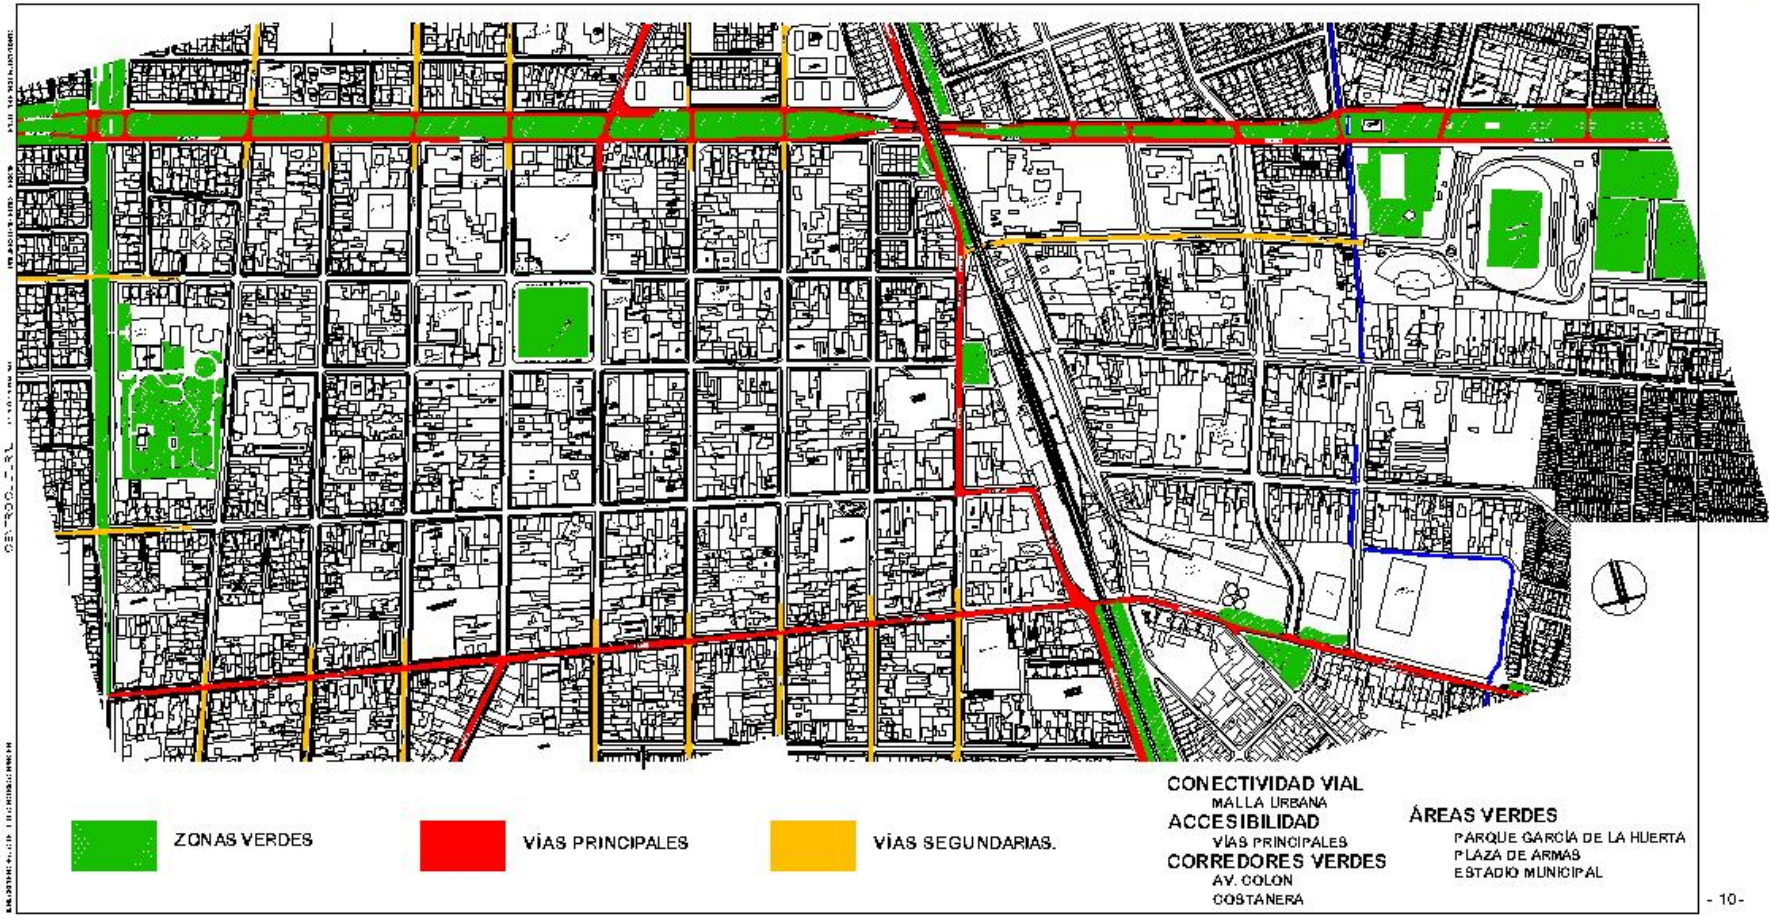 ZONAS VERDES
VÍAS PRINCIPALES
VÍAS SEGUNDARIAS.
CONECTIVIDAD VIAL
MALLA URBANA
ACCESIBILIDAD
VÍAS PRINCIPALES
CORREDORES VERDES
AV. COLON
COSTANERA
ÁREAS VERDES
PARQUE GARCÍA DE LA HUERTA
PLAZA DE ARMAS
ESTADIO MUNICIPAL
- 10-